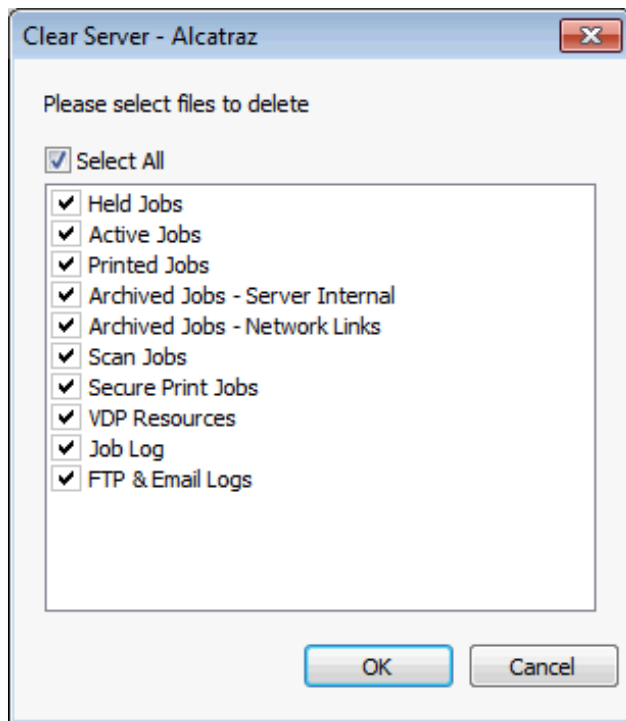 Clear Server - Alcatraz
Please select files to delete
Select All
Held Jobs
Active Jobs
Printed Jobs
Archived Jobs - Server Internal
Archived Jobs - Network Links
Scan Jobs
Secure Print Jobs
VDP Resources
Job Log
FTP & Email Logs
OK Cancel